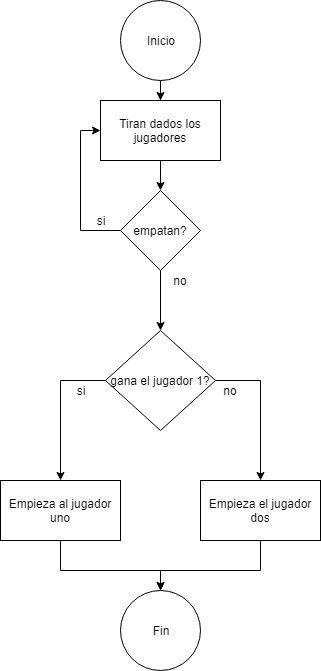 Inicio
Tiran dados los
jugadores
si
empatan?
no
gana el jugador 1?
si
no
Empieza al jugador
uno
Empieza el jugador
dos
Fin